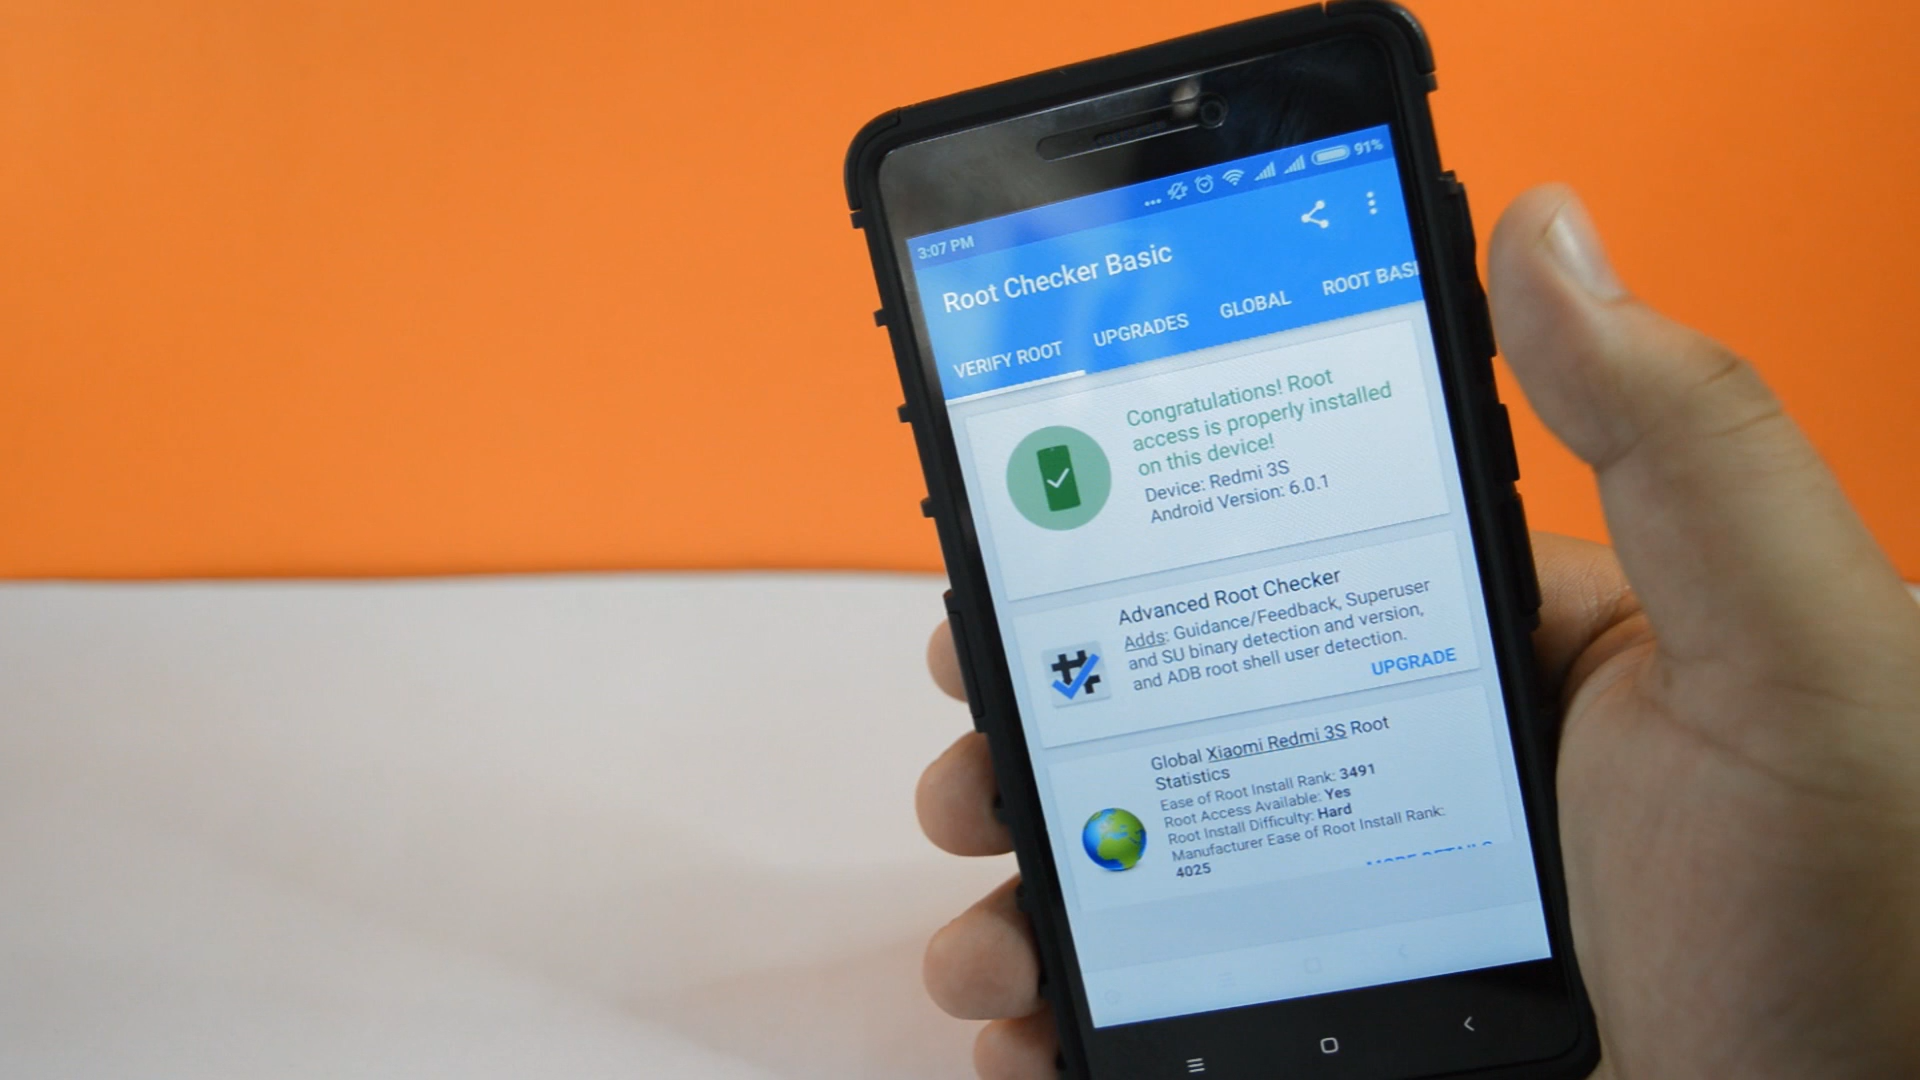 3:07 PM
91%
Root Checker Basic
VERIFY ROOT
UPGRADES
GLOBAL
ROOT BASI
Congratulations! Root
access is properly installed
on this device!
Device: Redmi 3S
Android Version: 6.0.1
Advanced Root Checker
Adds: Guidance/Feedback, Superuser
and SU binary detection and version,
and ADB root shell user detection.
UPGRADE
Global Xiaomi Redmi 3S Root
Statistics
Ease of Root Install Rank: 3491
Root Access Available: Yes
Root Install Difficulty: Hard
Manufacturer Ease of Root Install Rank:
4025